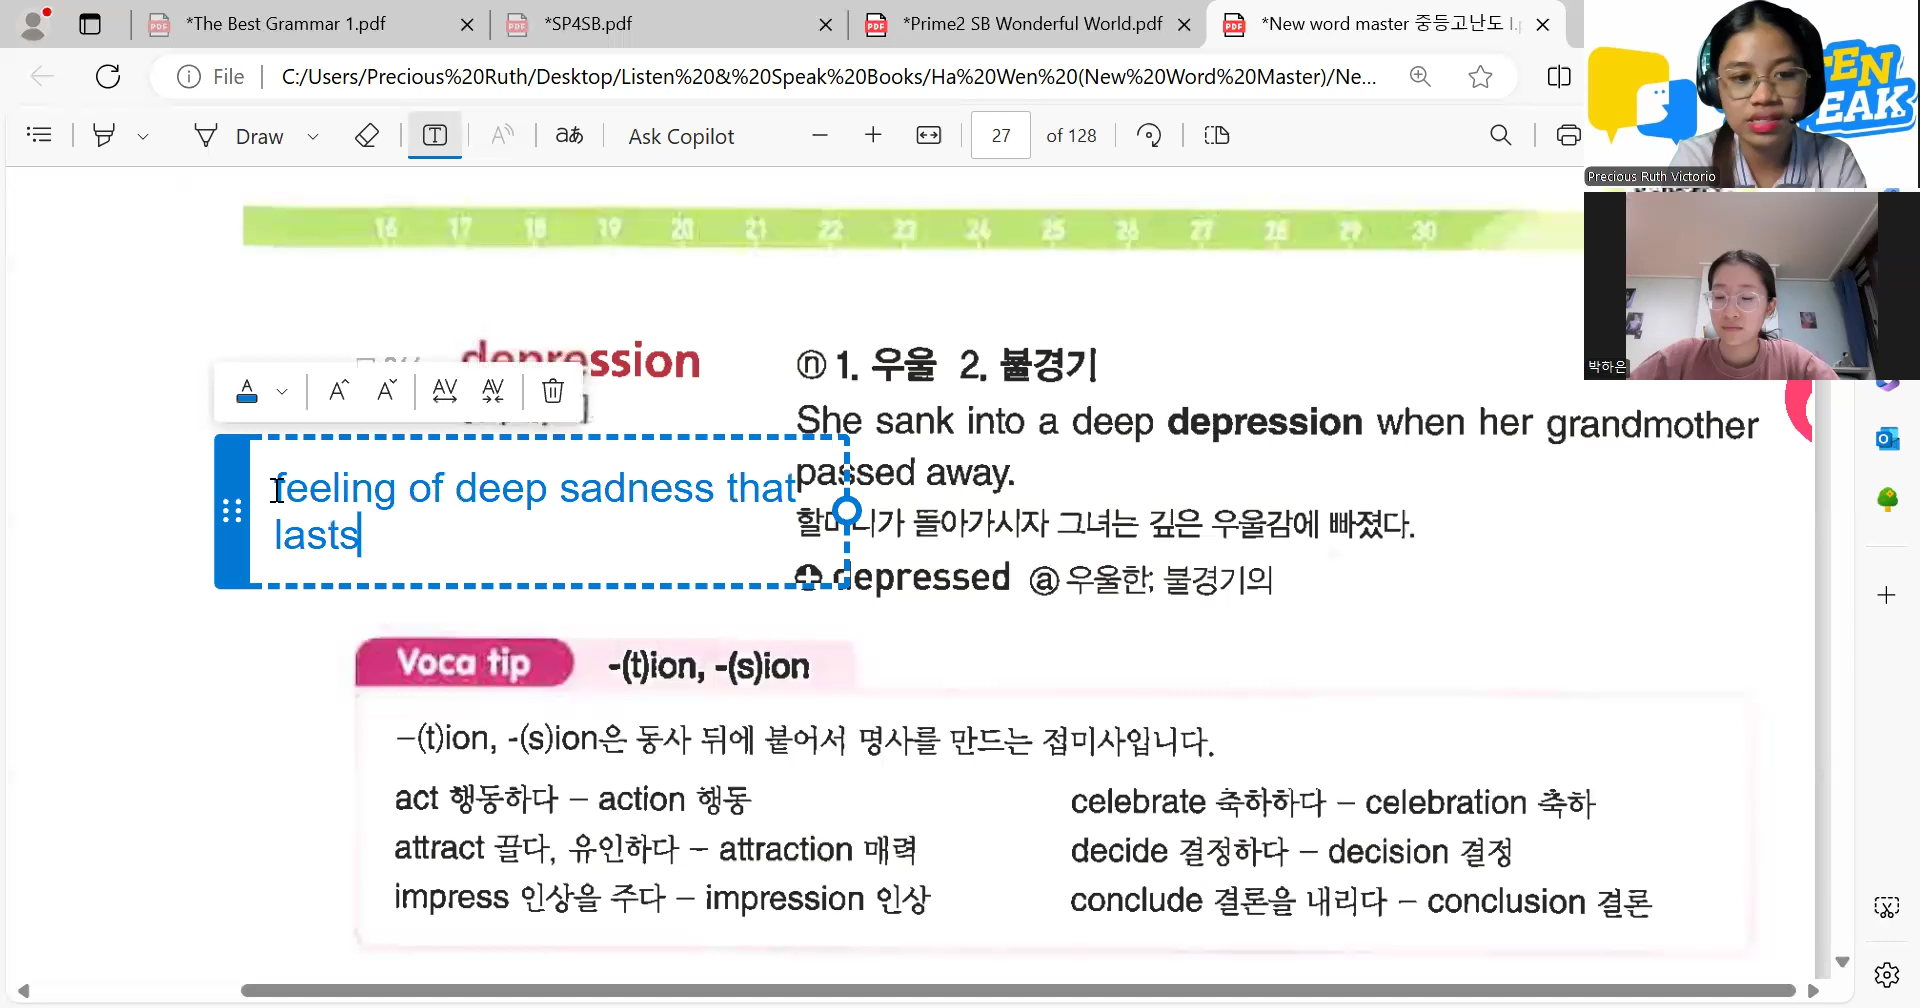 *The Best Grammar 1.pdf
*SP4SB.pdf
*Prime2 SB Wonderful World.pdf
*New word master 중등고난도 I.p
File
C:/Users/Precious%20Ruth/Desktop/Listen%20&%20Speak%20Books/Ha%20Wen%20(New%20Word%20Master)/Ne...
Draw
Ask Copilot
27 of 128
EN
PEAK
Precious Ruth Victorio
박하은
16 17 18 19 20 21 22 23 24 25 26 27 28 29 30
depression
ⓝ 1. 우울 2. 불경기
She sank into a deep depression when her grandmother
passed away.
할머니가 돌아가시자 그녀는 깊은 우울감에 빠졌다.
depressed ⓐ 우울한; 불경기의
feeling of deep sadness that
lasts
Voca tip
-(t)ion, -(s)ion
-(t)ion, -(s)ion은 동사 뒤에 붙어서 명사를 만드는 접미사입니다.
act 행동하다 – action 행동
celebrate 축하하다 – celebration 축하
attract 끌다, 유인하다 – attraction 매력
decide 결정하다 – decision 결정
impress 인상을 주다 – impression 인상
conclude 결론을 내리다 – conclusion 결론